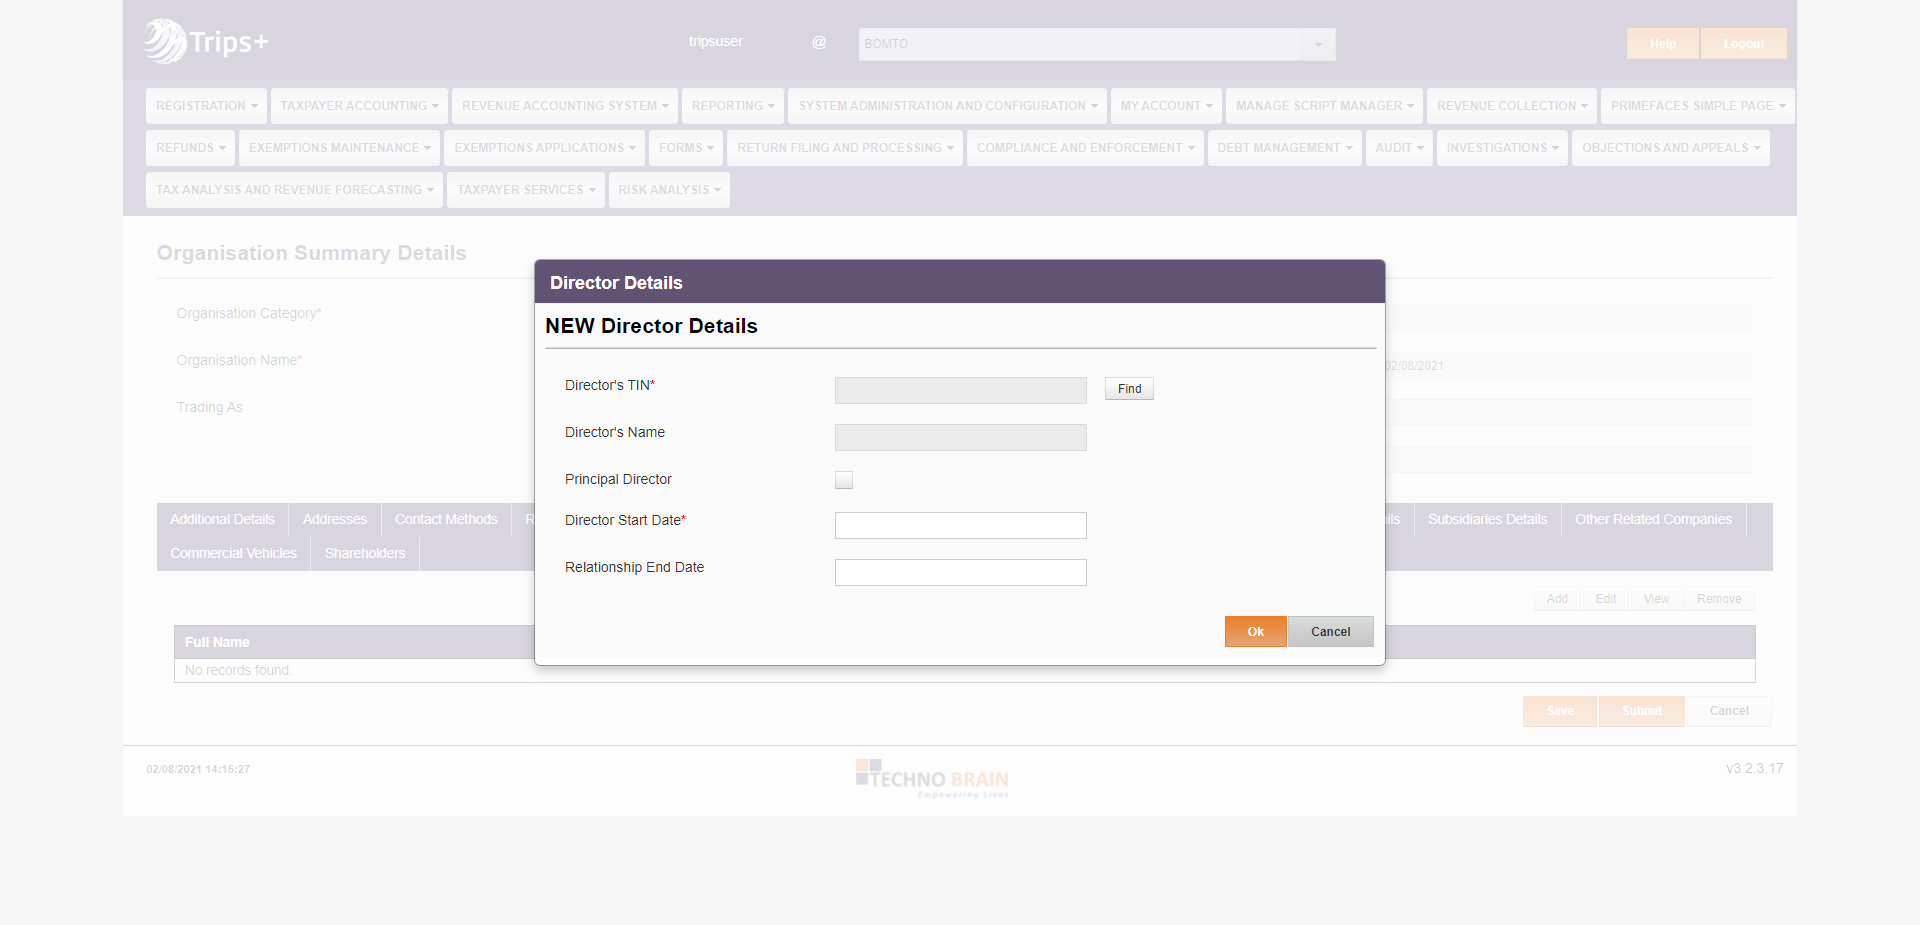 Trips+
tripsuser @ BOMTO Help Logout
REGISTRATION TAXPAYER ACCOUNTING REVENUE ACCOUNTING SYSTEM REPORTING SYSTEM ADMINISTRATION AND CONFIGURATION MY ACCOUNT MANAGE SCRIPT MANAGER REVENUE COLLECTION PRIMEFACES SIMPLE PAGE
REFUNDS EXEMPTIONS MAINTENANCE EXEMPTIONS APPLICATIONS FORMS RETURN FILING AND PROCESSING COMPLIANCE AND ENFORCEMENT DEBT MANAGEMENT AUDIT INVESTIGATIONS OBJECTIONS AND APPEALS
TAX ANALYSIS AND REVENUE FORECASTING TAXPAYER SERVICES RISK ANALYSIS
Organisation Summary Details
Organisation Category*
Organisation Name*
02/08/2021
Trading As
Director Details
NEW Director Details
Director's TIN* Find
Director's Name
Principal Director
Director Start Date*
Relationship End Date
Ok Cancel
Additional Details Addresses Contact Methods Subsidiaries Details Other Related Companies
Commercial Vehicles Shareholders
Add Edit View Remove
Full Name
No records found.
Save Submit Cancel
02/08/2021 14:15:27 TECHNO BRAIN v3.2.3.17
Empowering Lives